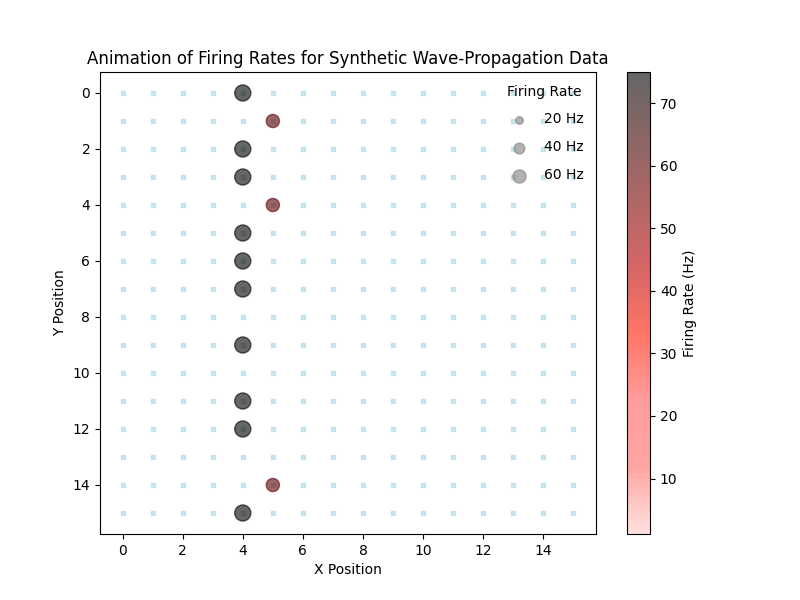 Animation of Firing Rates for Synthetic Wave-Propagation Data
Firing Rate
20 Hz
40 Hz
60 Hz
0
2
4
6
8
10
12
14
Y Position
0
2
4
6
8
10
12
14
X Position
70
60
50
40
30
20
10
Firing Rate (Hz)